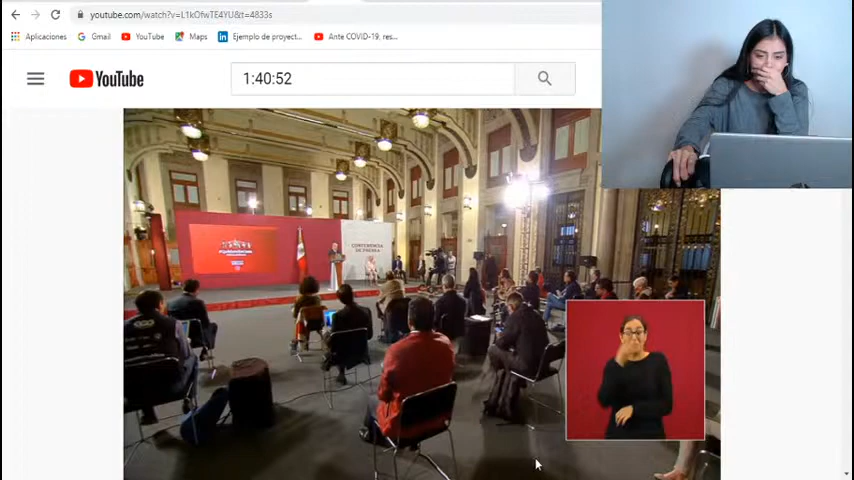 youtube.com/watch?v=L1kOfwTE4YU&t=4833s
Aplicaciones Gmail YouTube Maps Ejemplo de proyect... Ante COVID-19, res...
YouTube
1:40:52
CONFERENCIA
DE PRENSA